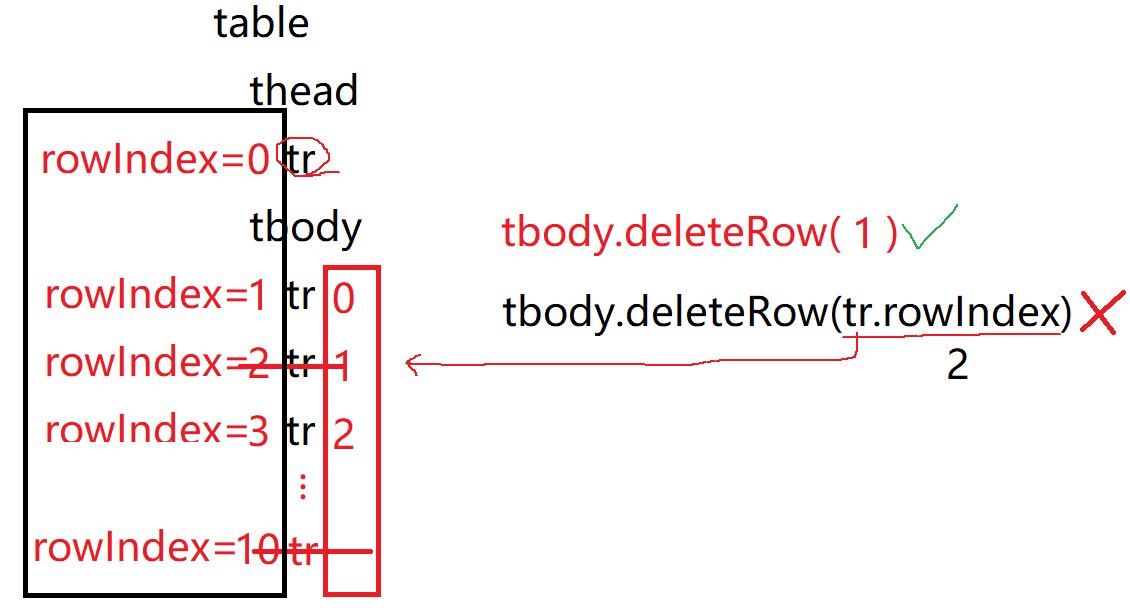 table
thead
rowIndex=0 tr
tbody
tbody.deleteRow( 1 )
rowIndex=1 tr 0
tbody.deleteRow(tr.rowIndex)
rowIndex=2 tr 1
2
rowIndex=3 tr 2
⋮
rowIndex=10 tr